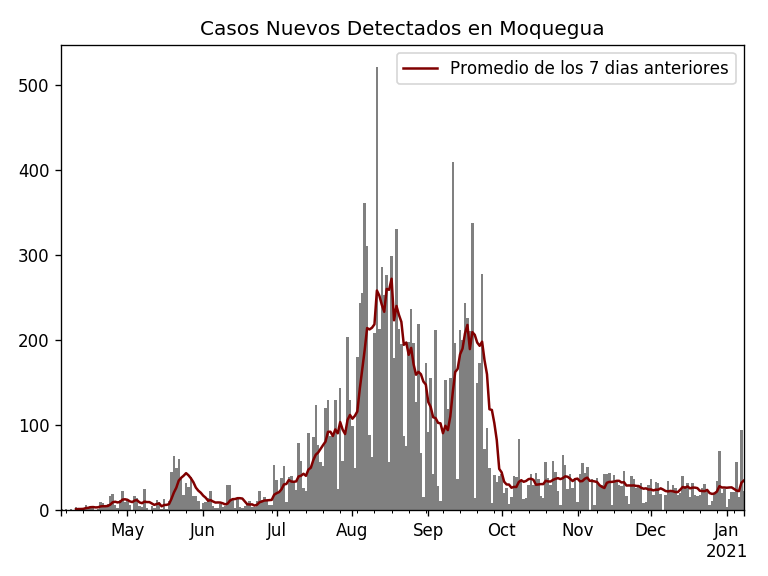 Casos Nuevos Detectados en Moquegua
Promedio de los 7 dias anteriores
500
400
300
200
100
0
May Jun Jul Aug Sep Oct Nov Dec Jan
2021